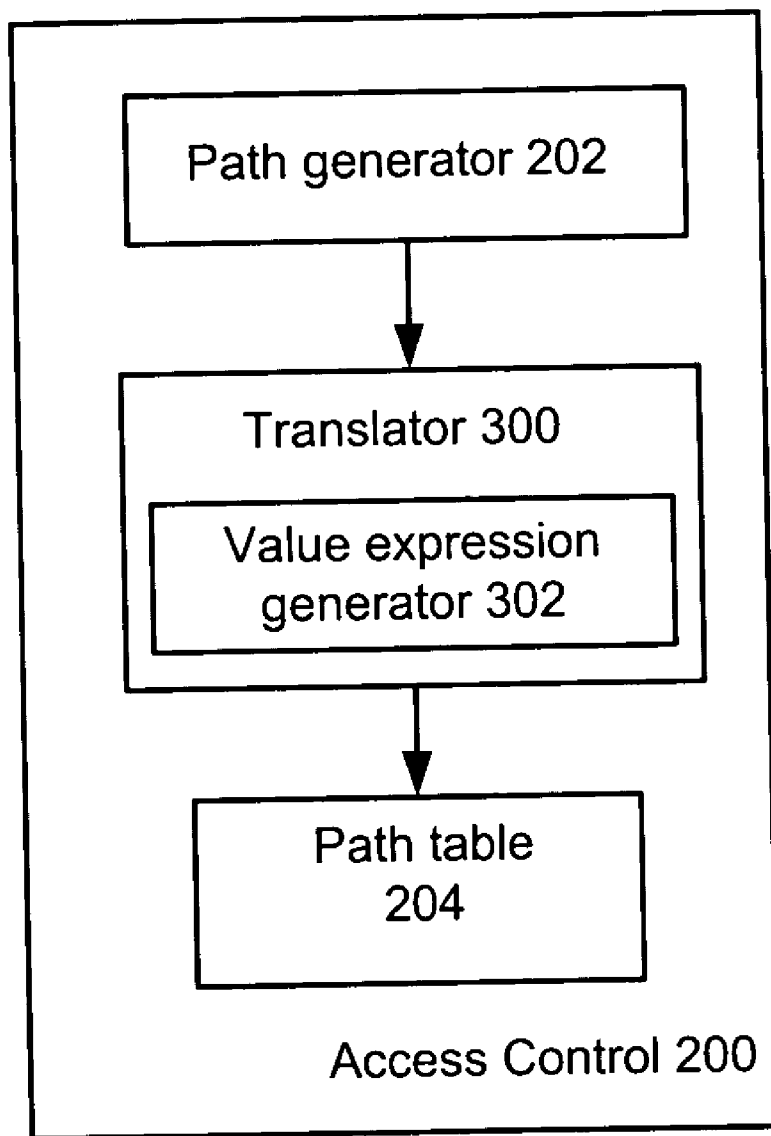 Path generator 202
Translator 300
Value expression
generator 302
Path table
204
Access Control 200